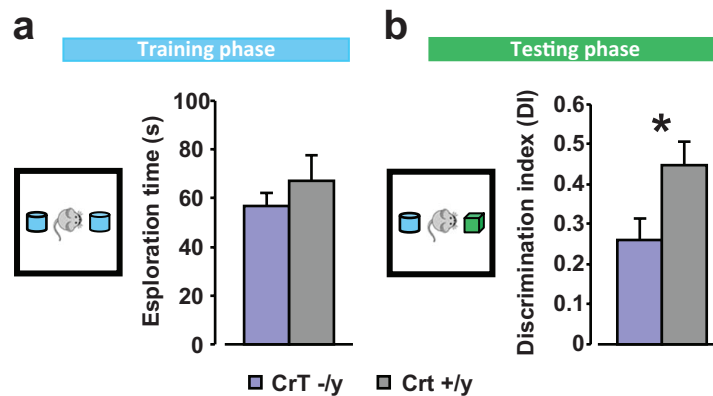 a
Training phase
Esploration time (s)
100
80
60
40
20
0
b
Testing phase
Discrimination index (DI)
0.6
0.5
0.4
0.3
0.2
0.1
0
*
CrT -/y
Crt +/y